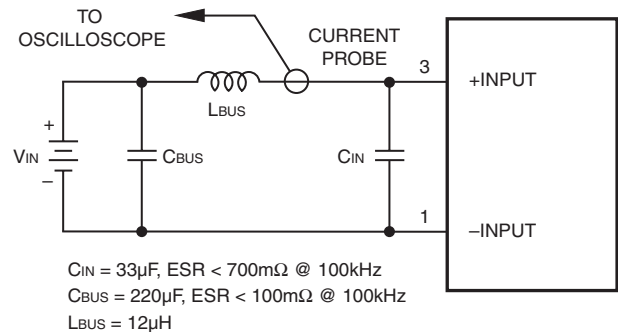 TO
OSCILLOSCOPE
CURRENT
PROBE
LBUS
3
+INPUT
+
VIN
–
CBUS
CIN
1
–INPUT
CIN = 33µF, ESR < 700mΩ @ 100kHz
CBUS = 220µF, ESR < 100mΩ @ 100kHz
LBUS = 12µH